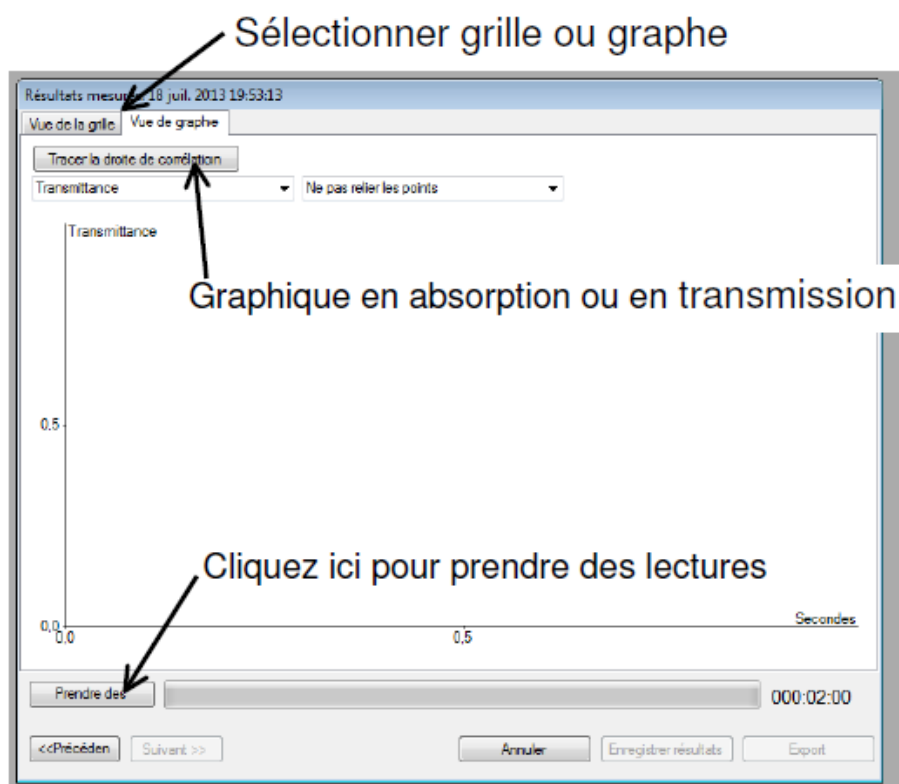 Sélectionner grille ou graphe
Résultats mesurés 18 juil. 2013 19:53:13
Vue de la grille Vue de graphe
Tracer la droite de corrélation
Transmittance Ne pas relier les points
Transmittance
Graphique en absorption ou en transmission
0,5
Cliquez ici pour prendre des lectures
Secondes
0,0
0,0 0,5
Prendre des 000:02:00
<<Précéden Suivant >> Annuler Enregistrer résultats Export